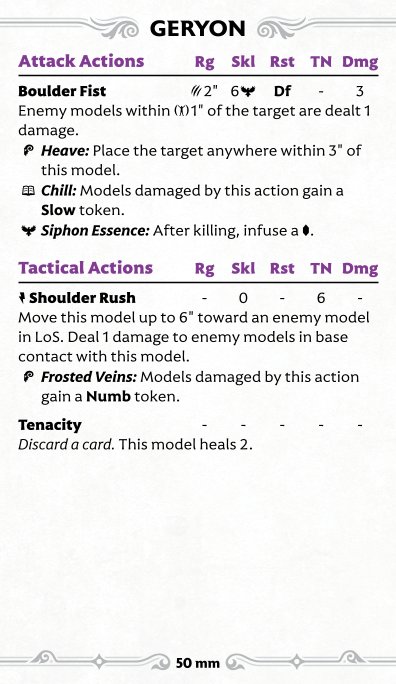 GERYON
Attack Actions Rg Skl Rst TN Dmg
Boulder Fist 2" 6 Df - 3
Enemy models within 1" of the target are dealt 1
damage.
Heave: Place the target anywhere within 3" of
this model.
Chill: Models damaged by this action gain a
Slow token.
Siphon Essence: After killing, infuse a .
Tactical Actions Rg Skl Rst TN Dmg
Shoulder Rush - 0 - 6 -
Move this model up to 6" toward an enemy model
in LoS. Deal 1 damage to enemy models in base
contact with this model.
Frosted Veins: Models damaged by this action
gain a Numb token.
Tenacity - - - - -
Discard a card. This model heals 2.
50 mm